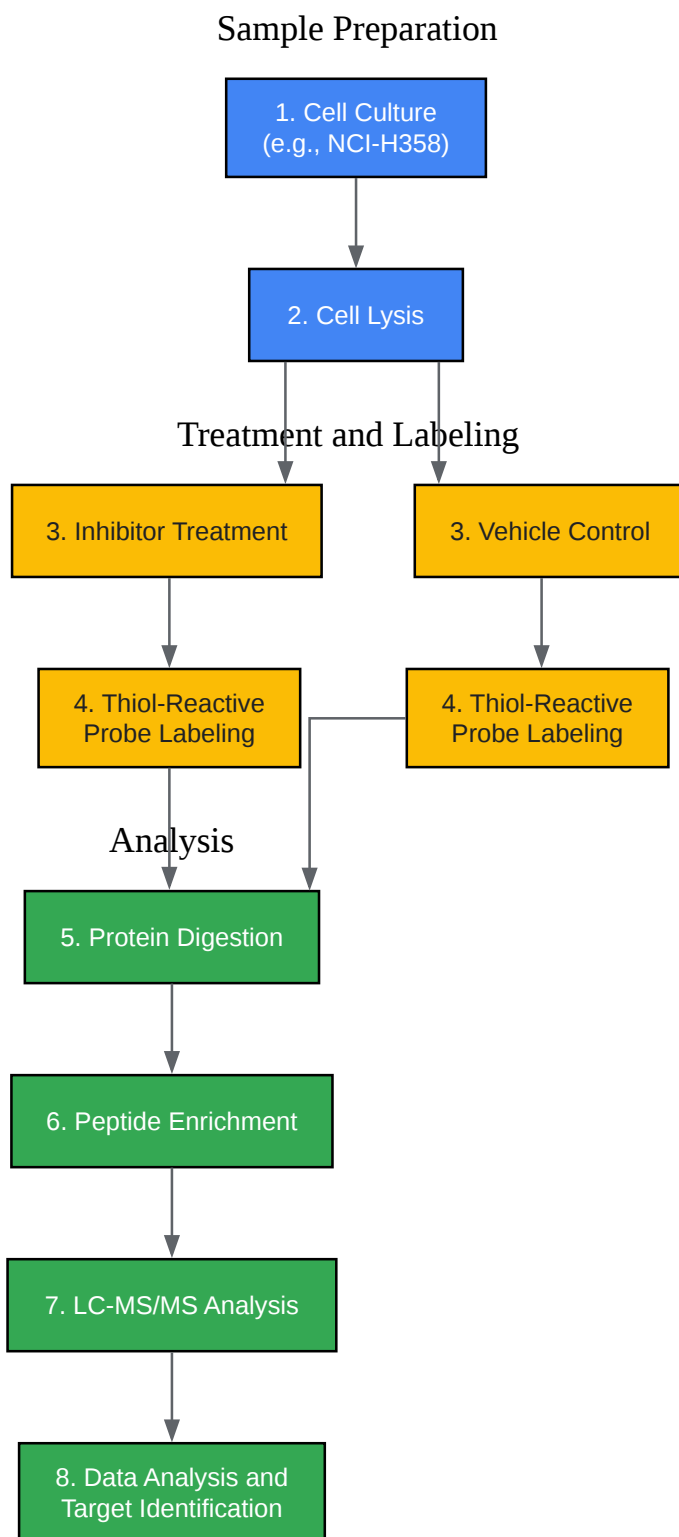 Sample Preparation
1. Cell Culture
(e.g., NCI-H358)
2. Cell Lysis
Treatment and Labeling
3. Inhibitor Treatment
3. Vehicle Control
4. Thiol-Reactive
Probe Labeling
4. Thiol-Reactive
Probe Labeling
Analysis
5. Protein Digestion
6. Peptide Enrichment
7. LC-MS/MS Analysis
8. Data Analysis and
Target Identification